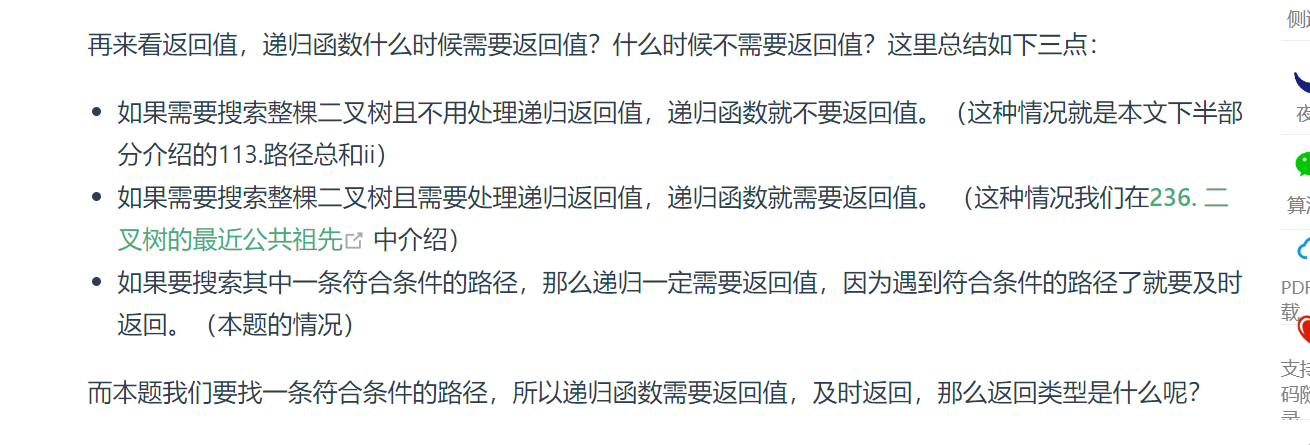 再来看返回值，递归函数什么时候需要返回值？什么时候不需要返回值？这里总结如下三点：
如果需要搜索整棵二叉树且不用处理递归返回值，递归函数就不要返回值。（这种情况就是本文下半部
分介绍的113.路径总和ii）
如果需要搜索整棵二叉树且需要处理递归返回值，递归函数就需要返回值。 （这种情况我们在236. 二
叉树的最近公共祖先 中介绍）
如果要搜索其中一条符合条件的路径，那么递归一定需要返回值，因为遇到符合条件的路径了就要及时
返回。（本题的情况）
而本题我们要找一条符合条件的路径，所以递归函数需要返回值，及时返回，那么返回类型是什么呢？
侧
夜
算
PDF
载
支持
码随
录